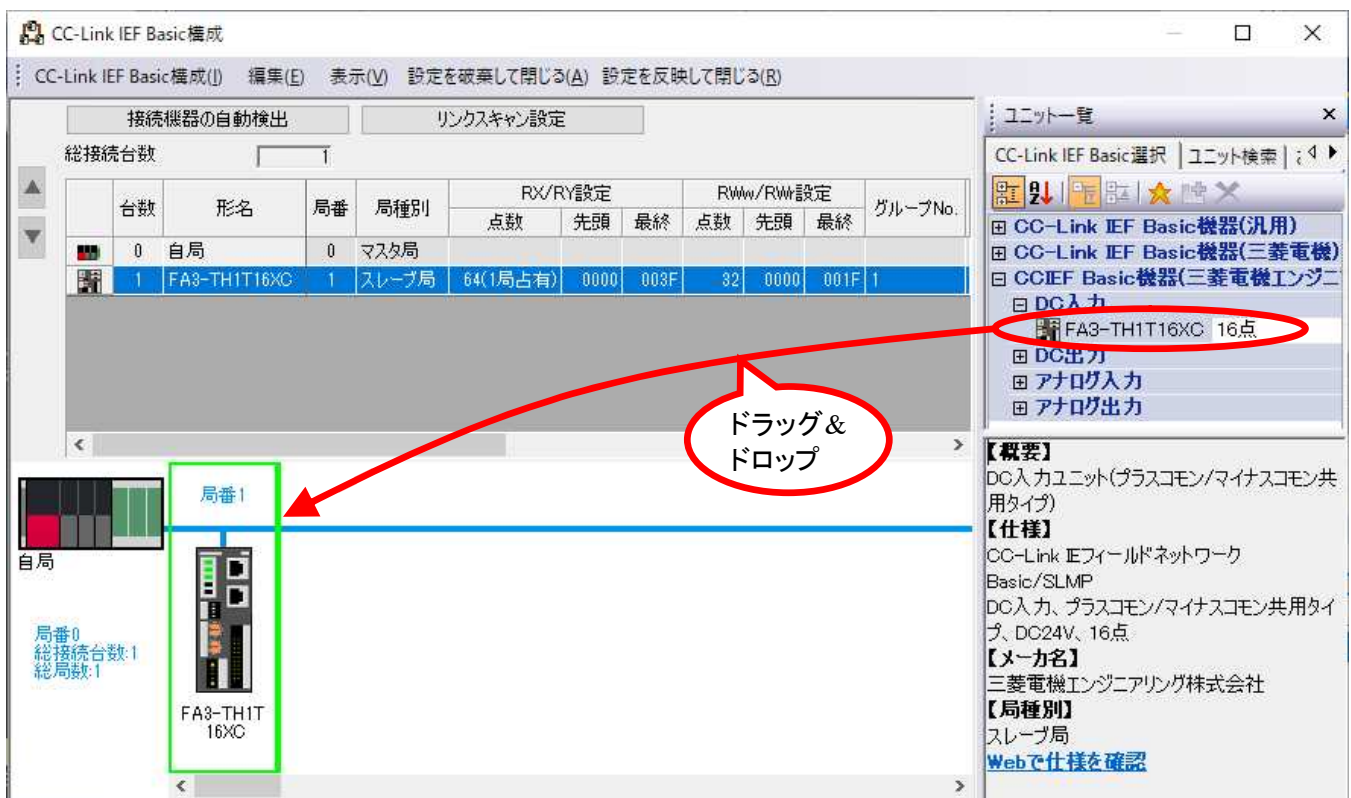 CC-Link IEF Basic構成
CC-Link IEF Basic構成(I) 編集(E) 表示(V) 設定を破棄して閉じる(A) 設定を反映して閉じる(R)
接続機器の自動検出 リンクスキャン設定
総接続台数 1
台数 形名 局番 局種別 RX/RY設定 RWw/RWr設定 グループNo.
点数 先頭 最終 点数 先頭 最終
0 自局 0 マスタ局
1 FA3-TH1T16XC 1 スレーブ局 64(1局占有) 0000 003F 32 0000 001F 1
ドラッグ&
ドロップ
自局
局番0
総接続台数:1
総局数:1
局番1
FA3-TH1T
16XC
ユニット一覧
CC-Link IEF Basic選択 ユニット検索
CC-Link IEF Basic機器(汎用)
CC-Link IEF Basic機器(三菱電機)
CCIEF Basic機器(三菱電機エンジニ
DC入力
FA3-TH1T16XC 16点
DC出力
アナログ入力
アナログ出力
【概要】
DC入力ユニット(プラスコモン/マイナスコモン共
用タイプ)
【仕様】
CC-Link IEフィールドネットワーク
Basic/SLMP
DC入力、プラスコモン/マイナスコモン共用タイ
プ、DC24V、16点
【メーカ名】
三菱電機エンジニアリング株式会社
【局種別】
スレーブ局
Webで仕様を確認